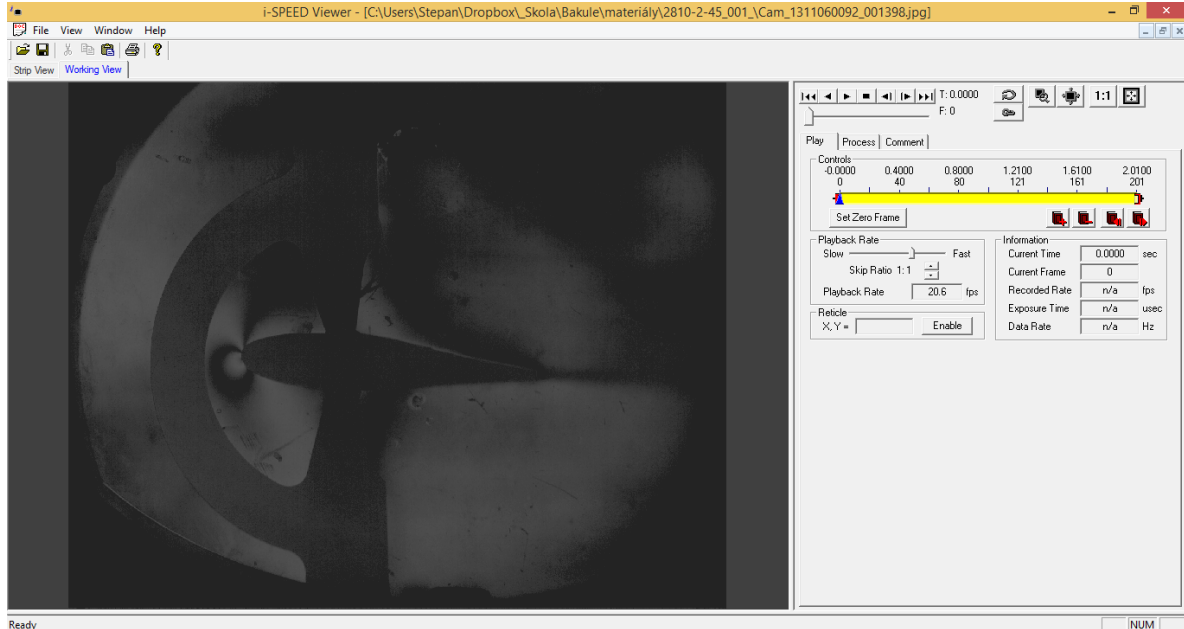 i-SPEED Viewer - [C:\Users\Stepan\Dropbox\_Skola\Bakule\materiály\2810-2-45_001_\Cam_1311060092_001398.jpg]
File View Window Help
Strip View Working View
T: 0.0000
F: 0
1:1
Play Process Comment
Controls
-0.0000 0.4000 0.8000 1.2100 1.6100 2.0100
0 40 80 121 161 201
Set Zero Frame
Playback Rate
Slow Fast
Skip Ratio 1:1
Playback Rate 20.6 fps
Reticle
X, Y = Enable
Information
Current Time 0.0000 sec
Current Frame 0
Recorded Rate n/a fps
Exposure Time n/a usec
Data Rate n/a Hz
Ready NUM